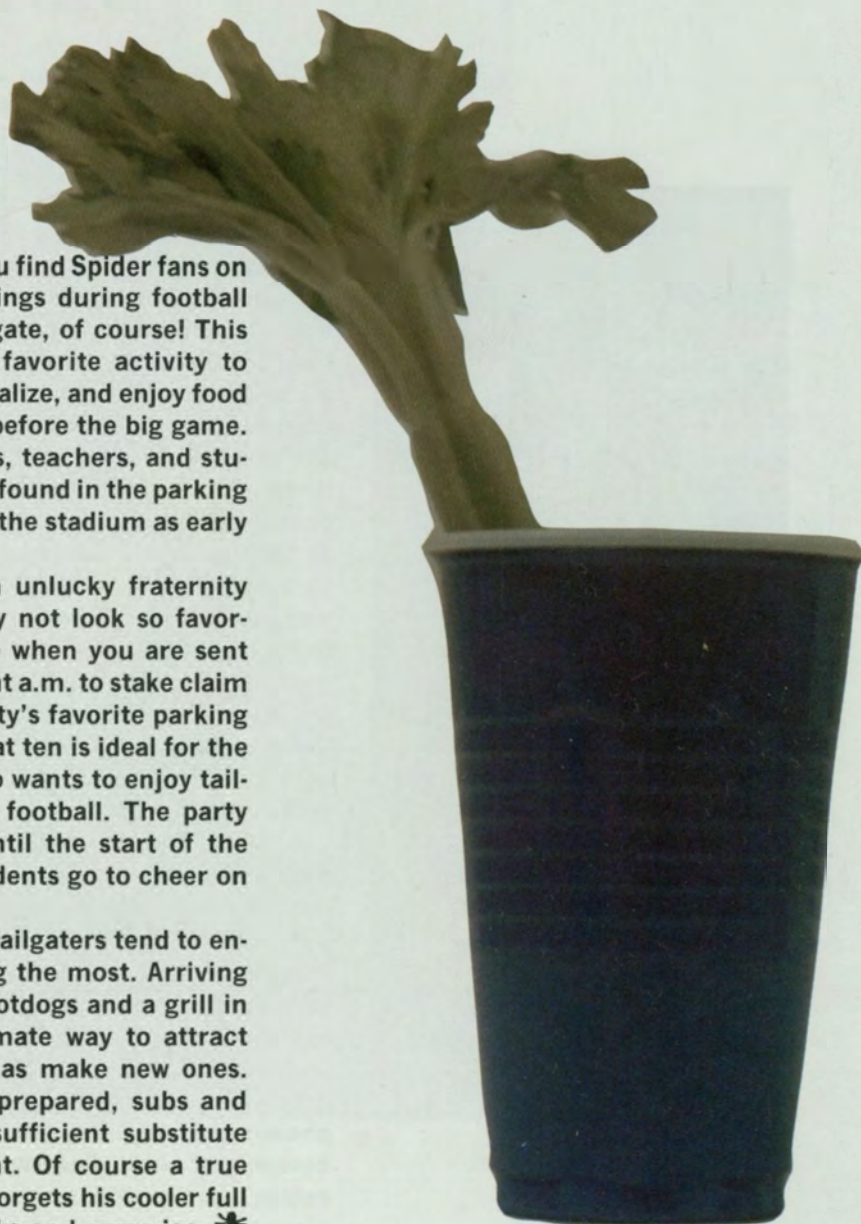 u find Spider fans on
ings during football
gate, of course! This
favorite activity to
alize, and enjoy food
before the big game.
s, teachers, and stu-
found in the parking
the stadium as early
unlucky fraternity
y not look so favor-
when you are sent
t a.m. to stake claim
ty's favorite parking
at ten is ideal for the
o wants to enjoy tail-
football. The party
ntil the start of the
dents go to cheer on
ailgaters tend to en-
g the most. Arriving
otdogs and a grill in
mate way to attract
as make new ones.
prepared, subs and
sufficient substitute
t. Of course a true
orgets his cooler full